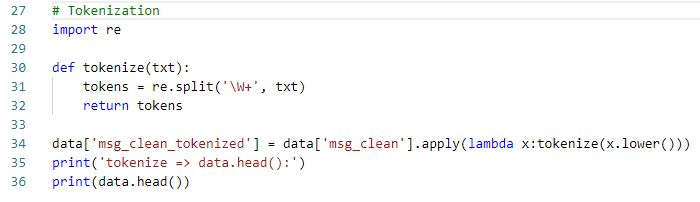 27 # Tokenization
28 import re
29
30 def tokenize(txt):
31     tokens = re.split('\W+', txt)
32     return tokens
33
34 data['msg_clean_tokenized'] = data['msg_clean'].apply(lambda x:tokenize(x.lower()))
35 print('tokenize => data.head():')
36 print(data.head())